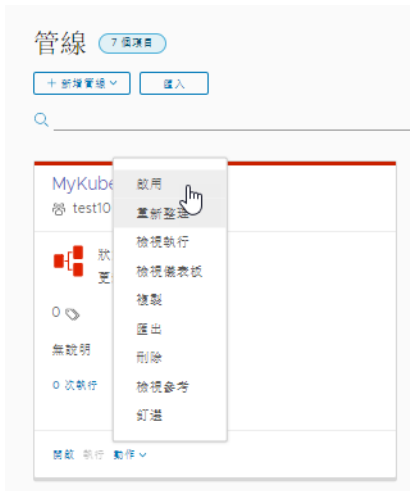 管線 7 個項目
+ 新增管線 匯入
MyKube
test10
狀
更
0
無說明
0 次執行
啟用
重新整理
檢視執行
檢視儀表板
複製
匯出
刪除
檢視參考
釘選
開啟 執行 動作